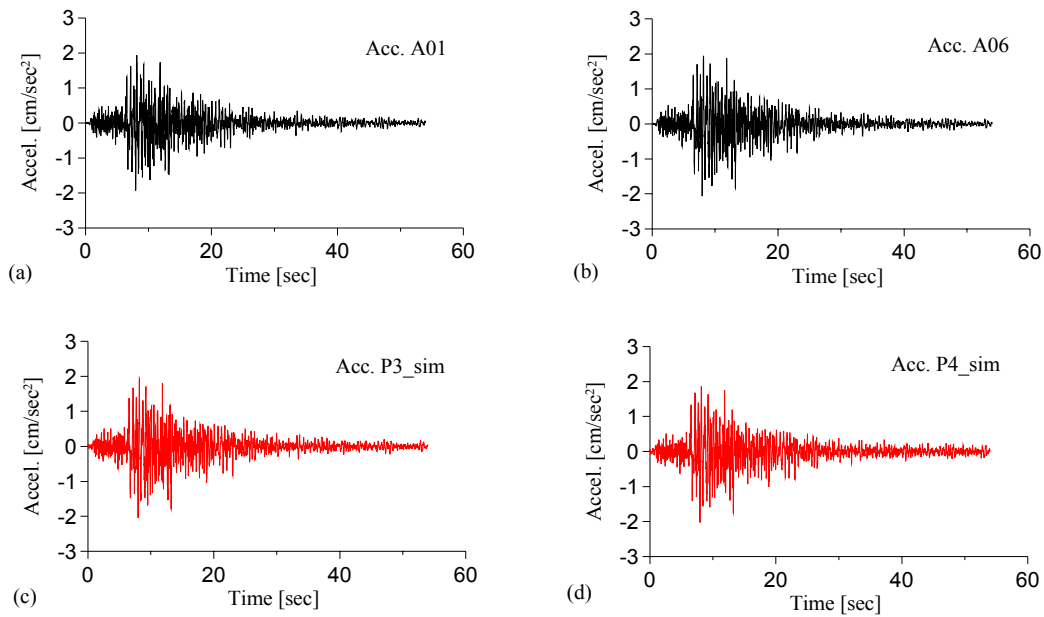 3
2
1
0
-1
-2
-3
Accel. [cm/sec²]
Acc. A01
0 20 40 60
Time [sec]
(a)
3
2
1
0
-1
-2
-3
Accel. [cm/sec²]
Acc. A06
0 20 40 60
Time [sec]
(b)
3
2
1
0
-1
-2
-3
Accel. [cm/sec²]
Acc. P3_sim
0 20 40 60
Time [sec]
(c)
3
2
1
0
-1
-2
-3
Accel. [cm/sec²]
Acc. P4_sim
0 20 40 60
Time [sec]
(d)